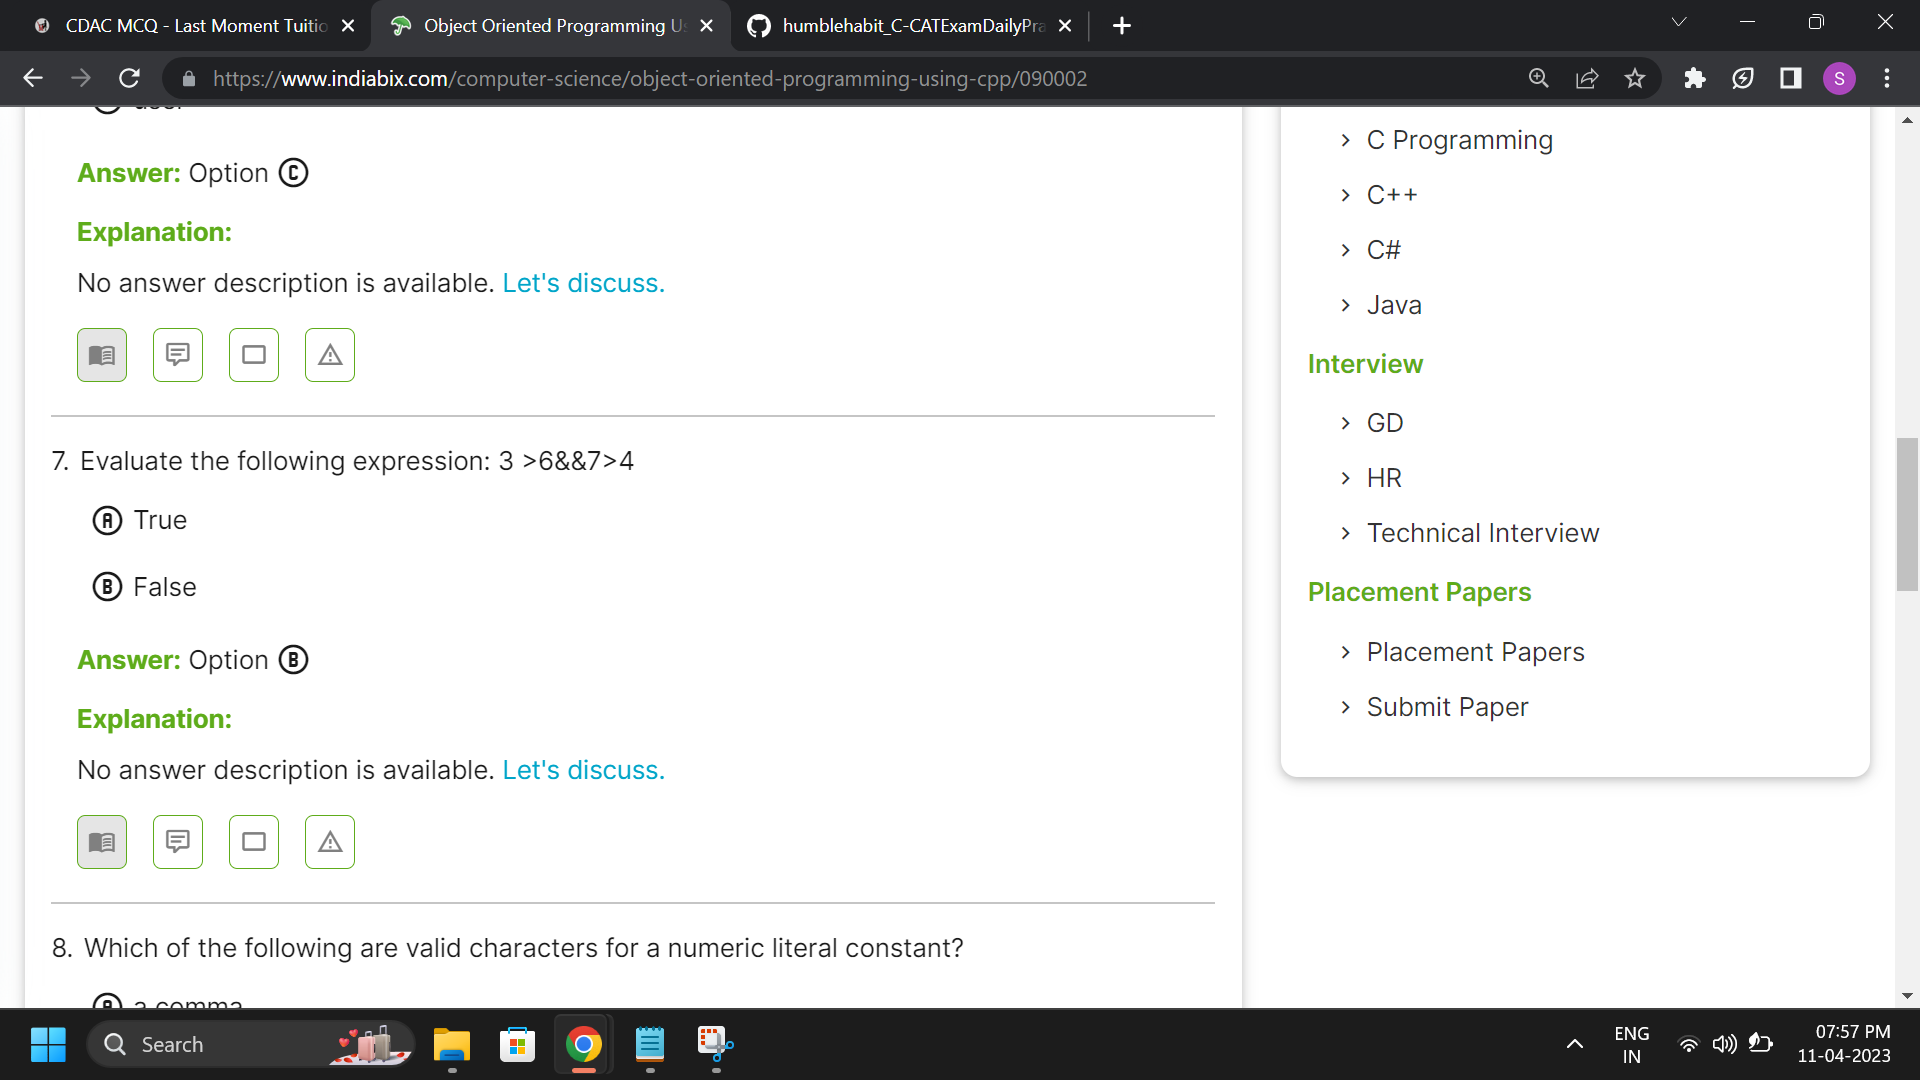 CDAC MCQ - Last Moment Tuitio
Object Oriented Programming Us
humblehabit_C-CATExamDailyPra
https://www.indiabix.com/computer-science/object-oriented-programming-using-cpp/090002
S
Answer: Option C
Explanation:
No answer description is available. Let's discuss.
7. Evaluate the following expression: 3 >6&&7>4
A True
B False
Answer: Option B
Explanation:
No answer description is available. Let's discuss.
8. Which of the following are valid characters for a numeric literal constant?
A a comma
> C Programming
> C++
> C#
> Java
Interview
> GD
> HR
> Technical Interview
Placement Papers
> Placement Papers
> Submit Paper
Search
ENG
IN
07:57 PM
11-04-2023